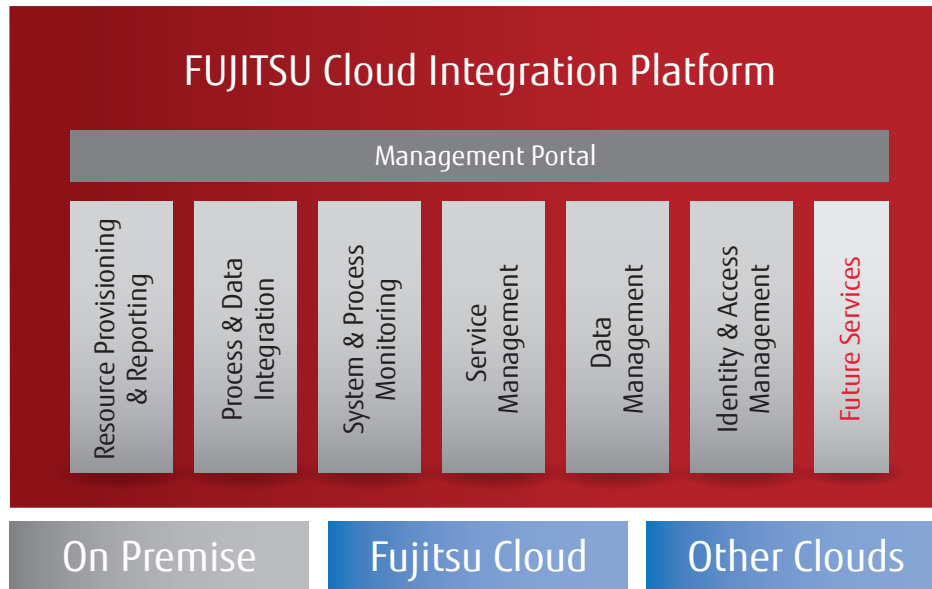 FUJITSU Cloud Integration Platform
Management Portal
Resource Provisioning
& Reporting
Process & Data
Integration
System & Process
Monitoring
Service
Management
Data
Management
Identity & Access
Management
Future Services
On Premise
Fujitsu Cloud
Other Clouds